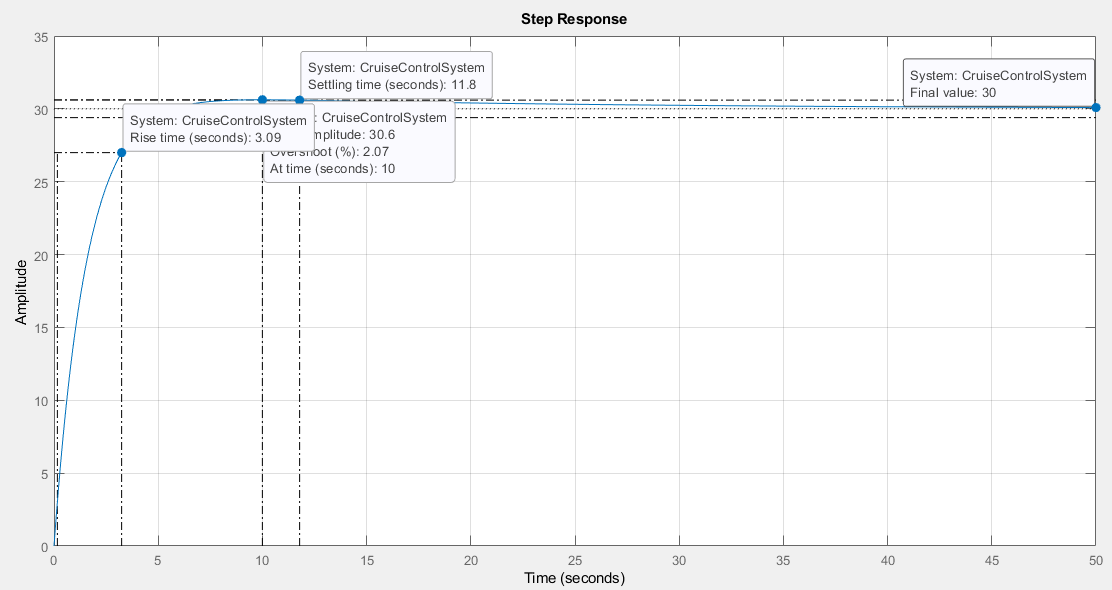 Step Response
System: CruiseControlSystem
Settling time (seconds): 11.8
System: CruiseControlSystem
Final value: 30
System: CruiseControlSystem
Rise time (seconds): 3.09
: CruiseControlSystem
mplitude: 30.6
Overshoot (%): 2.07
At time (seconds): 10
Amplitude
35
30
25
20
15
10
5
0
0 5 10 15 20 25 30 35 40 45 50
Time (seconds)